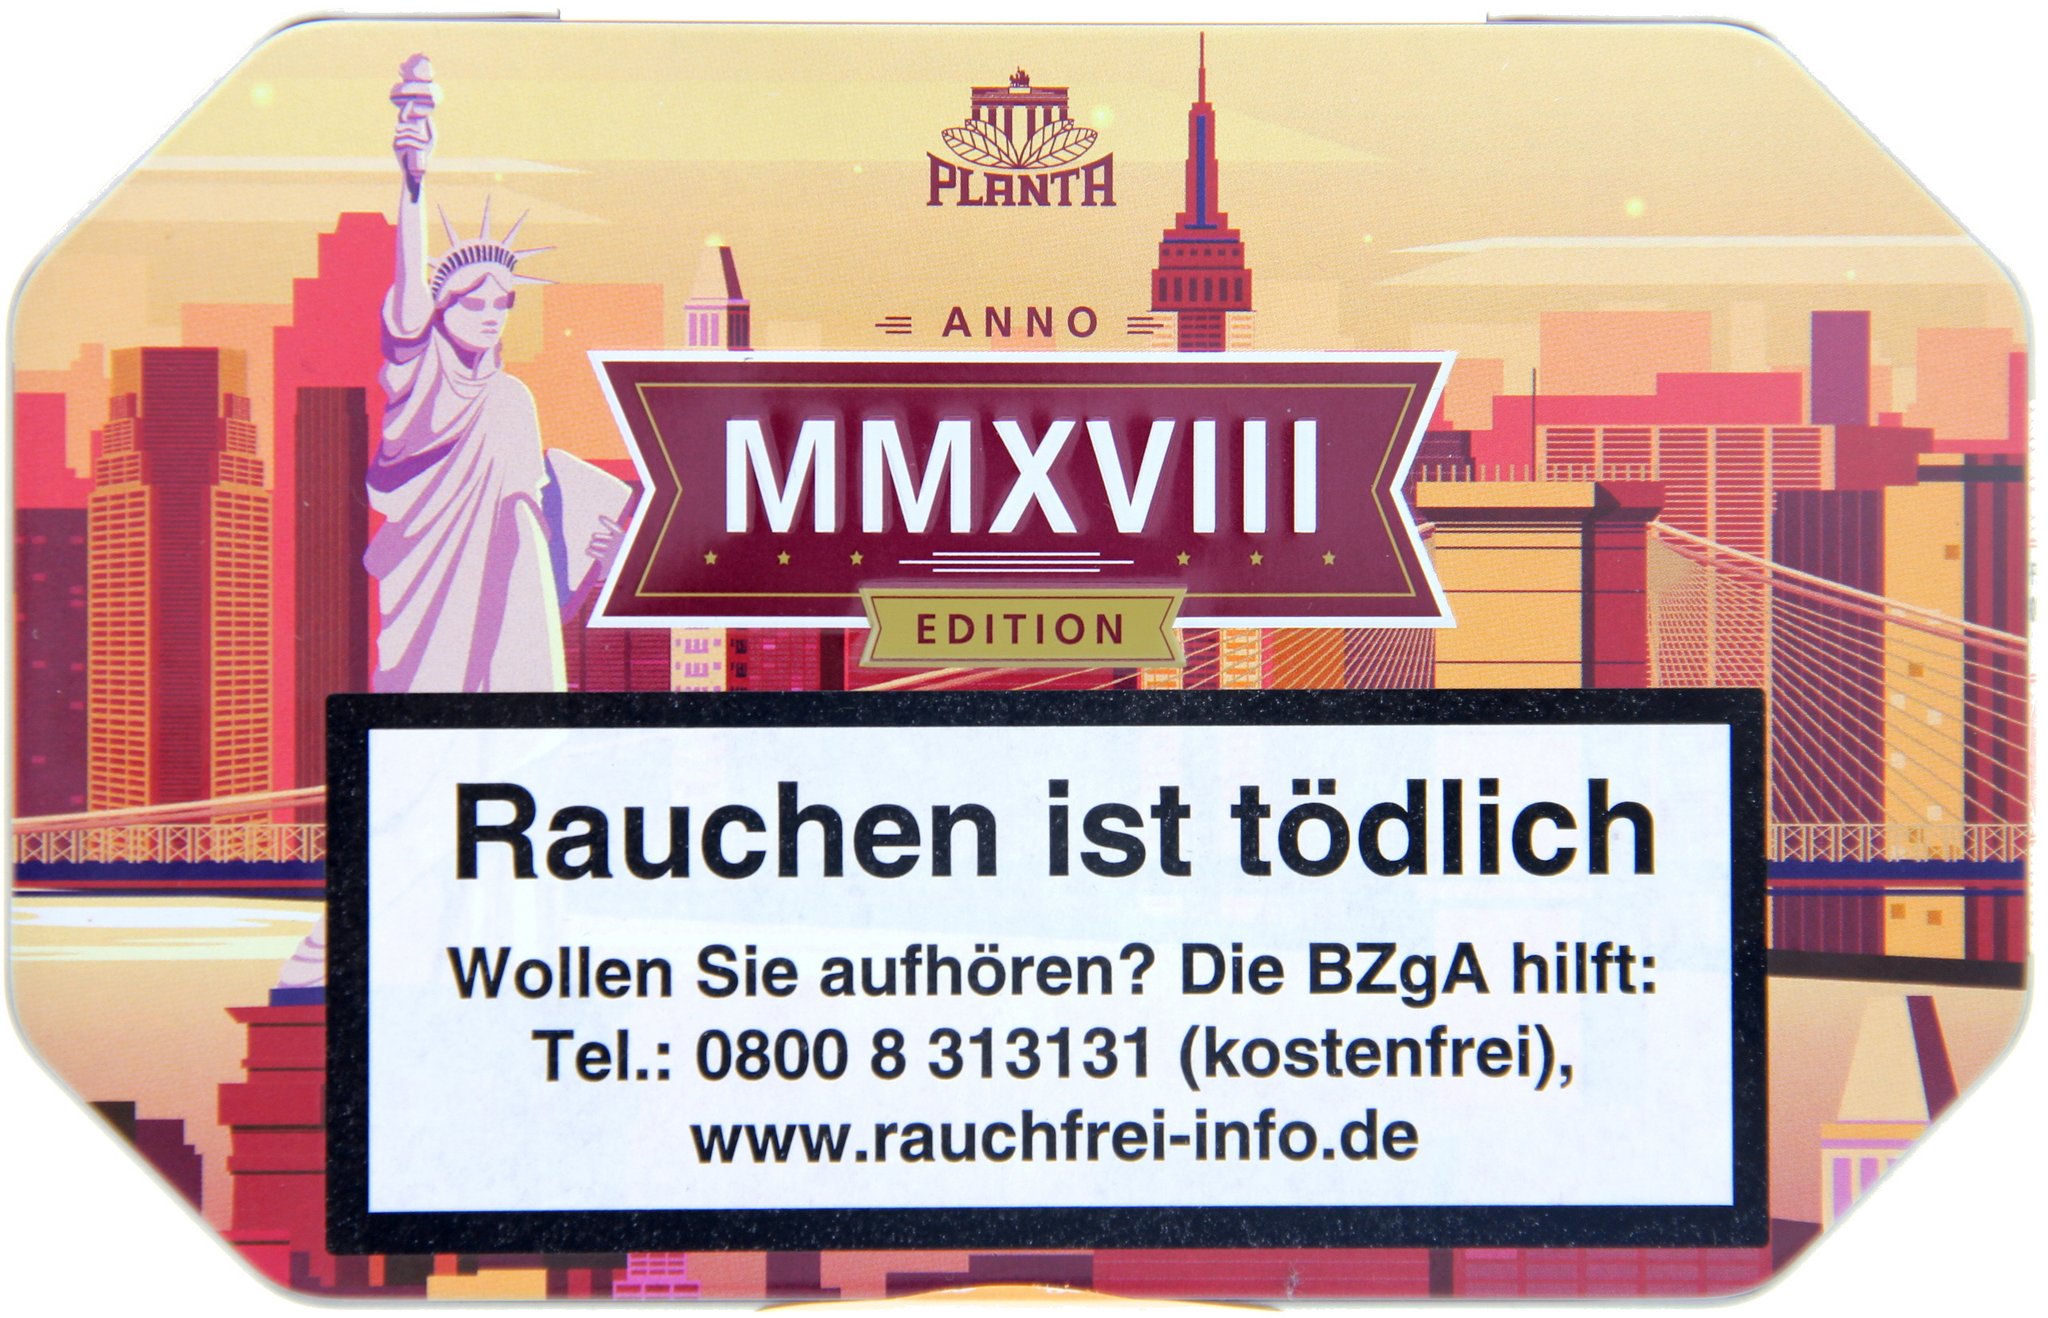 PLANTA
ANNO
MMXVIII
EDITION
Rauchen ist tödlich
Wollen Sie aufhören? Die BZgA hilft:
Tel.: 0800 8 313131 (kostenfrei),
www.rauchfrei-info.de